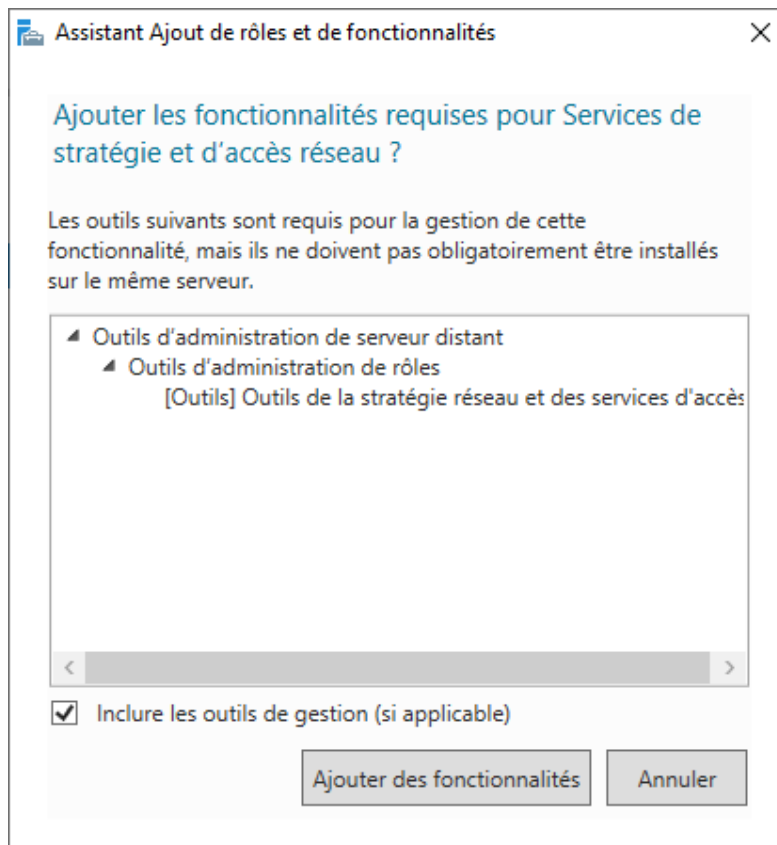 Assistant Ajout de rôles et de fonctionnalités
Ajouter les fonctionnalités requises pour Services de
stratégie et d’accès réseau ?
Les outils suivants sont requis pour la gestion de cette
fonctionnalité, mais ils ne doivent pas obligatoirement être installés
sur le même serveur.
Outils d’administration de serveur distant
Outils d’administration de rôles
[Outils] Outils de la stratégie réseau et des services d'accès
Inclure les outils de gestion (si applicable)
Ajouter des fonctionnalités
Annuler